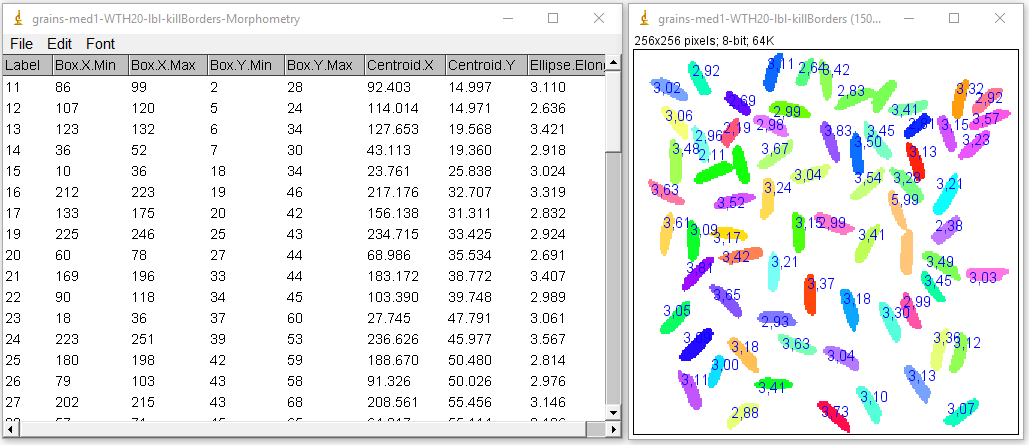 grains-med1-WTH20-lbl-killBorders-Morphometry
File Edit Font
Label Box.X.Min Box.X.Max Box.Y.Min Box.Y.Max Centroid.X Centroid.Y Ellipse.Elong
11 86 99 2 28 92.403 14.997 3.110
12 107 120 5 24 114.014 14.971 2.636
13 123 132 6 34 127.653 19.568 3.421
14 36 52 7 30 43.113 19.360 2.918
15 10 36 18 34 23.761 25.838 3.024
16 212 223 19 46 217.176 32.707 3.319
17 133 175 20 42 156.138 31.311 2.832
19 225 246 25 43 234.715 33.425 2.924
20 60 78 27 44 68.986 35.534 2.691
21 169 196 33 44 183.172 38.772 3.407
22 90 118 34 45 103.390 39.748 2.989
23 18 36 37 60 27.745 47.791 3.061
24 223 251 39 53 236.626 45.977 3.567
25 180 198 42 59 188.670 50.480 2.814
26 79 103 43 58 91.326 50.026 2.976
27 202 215 43 68 208.561 55.456 3.146
grains-med1-WTH20-lbl-killBorders (150...
256x256 pixels; 8-bit; 64K
3,11
2,92 2,64 3,42
3,02 2,83 3,32
,69 2,92
3,06 2,99 3,41
2,19 2,98 3,83 3,45 3,15 3,57
2,96 3,50 3,23
3,48 2,11 3,67 3,13
3,04 3,54 3,28 3,21
3,63 3,24
3,52 5,99
3,61 3,09 3,17 3,15 2,99 3,41 2,38
3,42 3,21 3,49
3,91 3,03
3,65 3,37 3,18 3,45
3,05 2,93 3,30 2,99
3,18 3,63 3,04 3,36 3,12
3,00
3,11 3,41 3,13
3,10
2,88 3,73 3,07